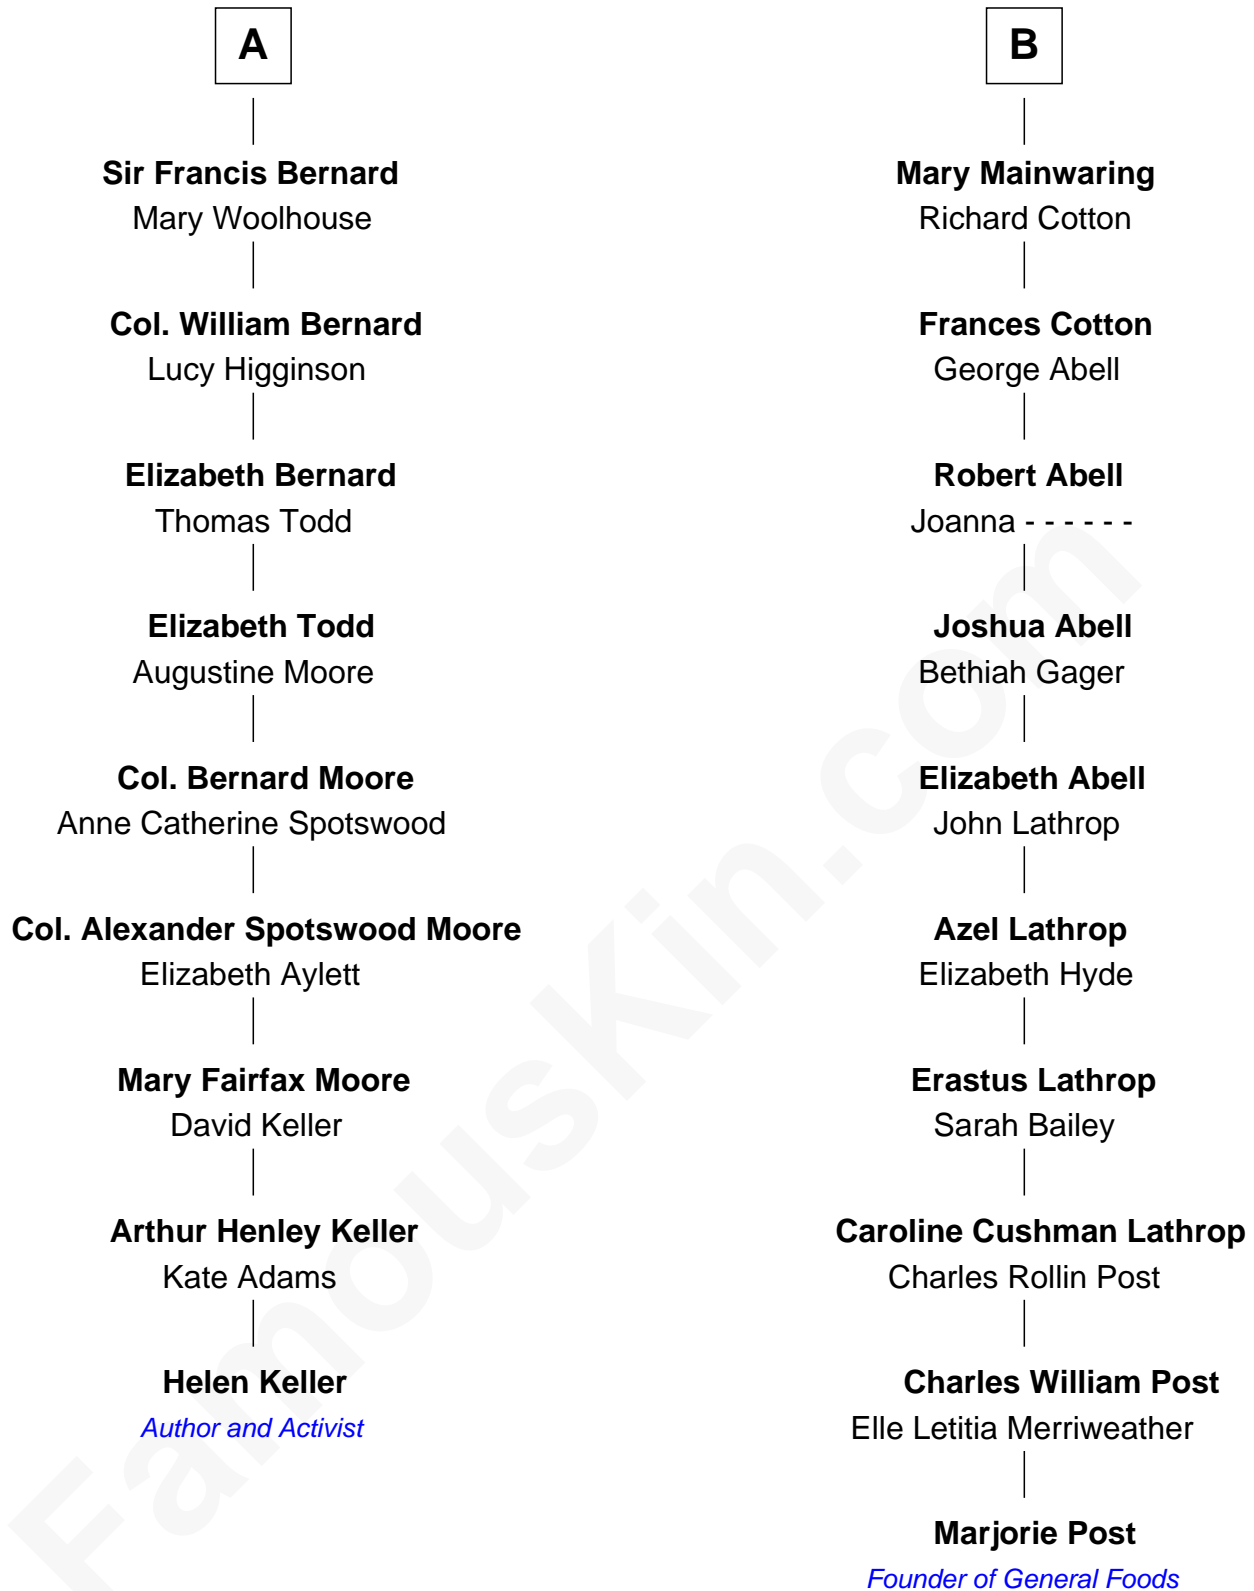 A
Sir Francis Bernard
Mary Woolhouse
Col. William Bernard
Lucy Higginson
Elizabeth Bernard
Thomas Todd
Elizabeth Todd
Augustine Moore
Col. Bernard Moore
Anne Catherine Spotswood
Col. Alexander Spotswood Moore
Elizabeth Aylett
Mary Fairfax Moore
David Keller
Arthur Henley Keller
Kate Adams
Helen Keller
Author and Activist
B
Mary Mainwaring
Richard Cotton
Frances Cotton
George Abell
Robert Abell
Joanna - - - - - -
Joshua Abell
Bethiah Gager
Elizabeth Abell
John Lathrop
Azel Lathrop
Elizabeth Hyde
Erastus Lathrop
Sarah Bailey
Caroline Cushman Lathrop
Charles Rollin Post
Charles William Post
Elle Letitia Merriweather
Marjorie Post
Founder of General Foods
FamousKin.com